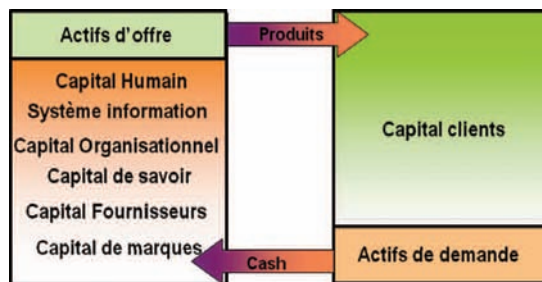 Actifs d'offre
Produits
Capital Humain
Système information
Capital Organisationnel
Capital de savoir
Capital Fournisseurs
Capital de marques
Capital clients
Cash
Actifs de demande